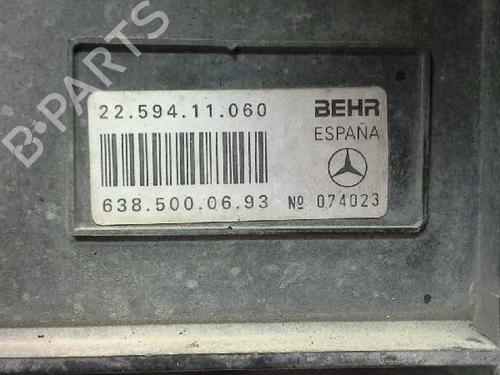 B-PARTS
22.594.11.060
BEHR
ESPAÑA
638.500.06.93
№ 074023